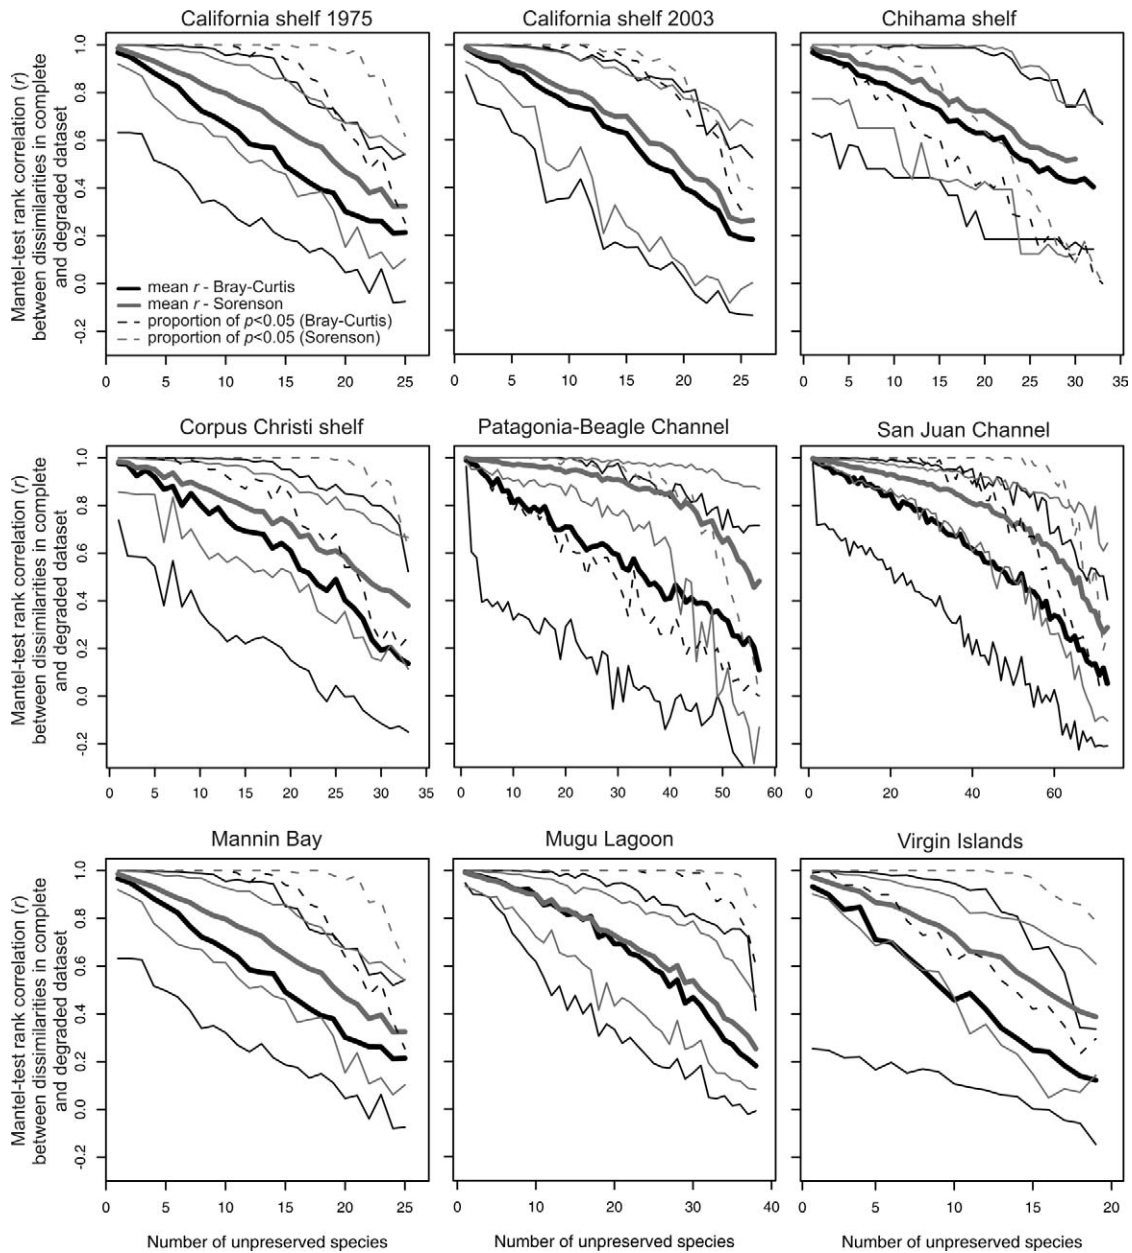 California shelf 1975
California shelf 2003
Chihama shelf
Mantel-test rank correlation (r)
between dissimilarities in complete
and degraded dataset
1.0
0.8
0.6
0.4
0.2
0.0
-0.2
mean r - Bray-Curtis
mean r - Sorenson
proportion of p<0.05 (Bray-Curtis)
proportion of p<0.05 (Sorenson)
0 5 10 15 20 25
0 5 10 15 20 25
0 5 10 15 20 25 30 35
Corpus Christi shelf
Patagonia-Beagle Channel
San Juan Channel
Mantel-test rank correlation (r)
between dissimilarities in complete
and degraded dataset
1.0
0.8
0.6
0.4
0.2
0.0
-0.2
0 5 10 15 20 25 30 35
0 10 20 30 40 50 60
0 20 40 60
Mannin Bay
Mugu Lagoon
Virgin Islands
Mantel-test rank correlation (r)
between dissimilarities in complete
and degraded dataset
1.0
0.8
0.6
0.4
0.2
0.0
-0.2
0 5 10 15 20 25
0 10 20 30 40
0 5 10 15 20
Number of unpreserved species
Number of unpreserved species
Number of unpreserved species